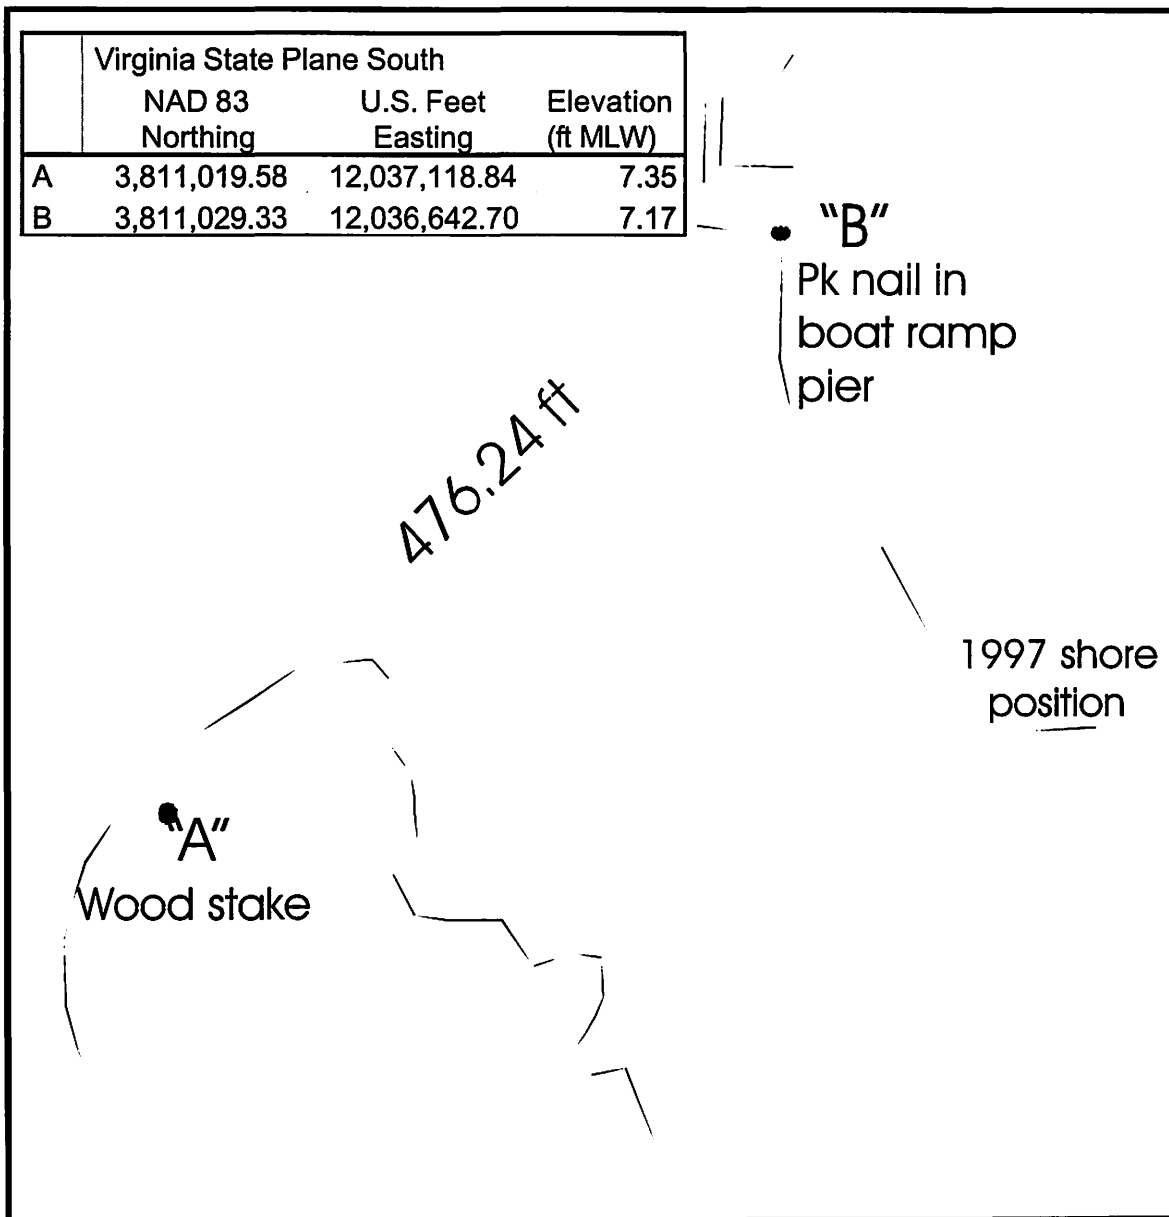 Virginia State Plane South
NAD 83 U.S. Feet Elevation
Northing Easting (ft MLW)
A 3,811,019.58 12,037,118.84 7.35
B 3,811,029.33 12,036,642.70 7.17
"B"
Pk nail in
boat ramp
pier
476.24 ft
1997 shore
position
"A"
Wood stake